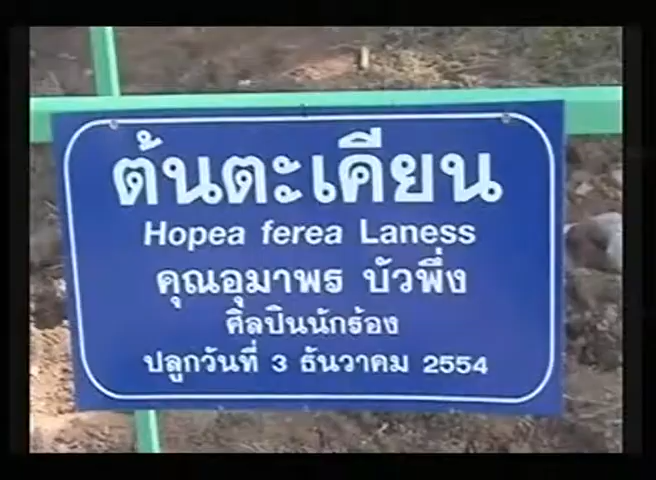 ต้นตะเคียน
Hopea ferea Laness
คุณอุมาพร บัวพึ่ง
ศิลปินนักร้อง
ปลูกวันที่ 3 ธันวาคม 2554